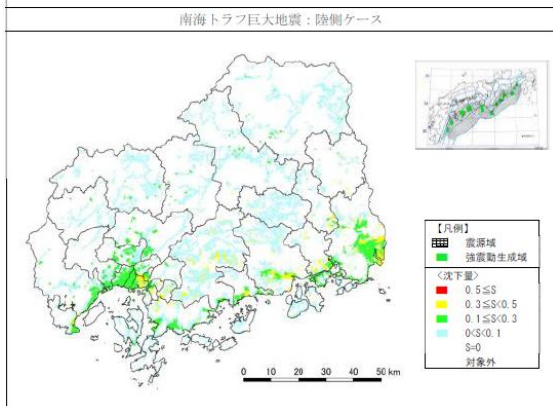 南海トラフ巨大地震：陸側ケース
【凡例】
震源域
強震動生成域
〈沈下量〉
0.5≦S
0.3≦S<0.5
0.1≦S<0.3
0<S<0.1
S=0
対象外
0 10 20 30 40 50 km